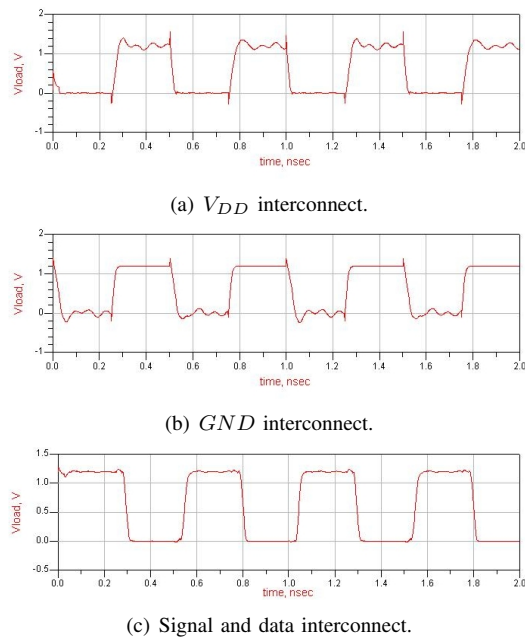 Vload, V
2
1
0
-1
0.0 0.2 0.4 0.6 0.8 1.0 1.2 1.4 1.6 1.8 2.0
time, nsec
(a) VDD interconnect.
Vload, V
2
1
0
-1
0.0 0.2 0.4 0.6 0.8 1.0 1.2 1.4 1.6 1.8 2.0
time, nsec
(b) GND interconnect.
Vload, V
1.5
1.0
0.5
0.0
-0.5
0.0 0.2 0.4 0.6 0.8 1.0 1.2 1.4 1.6 1.8 2.0
time, nsec
(c) Signal and data interconnect.